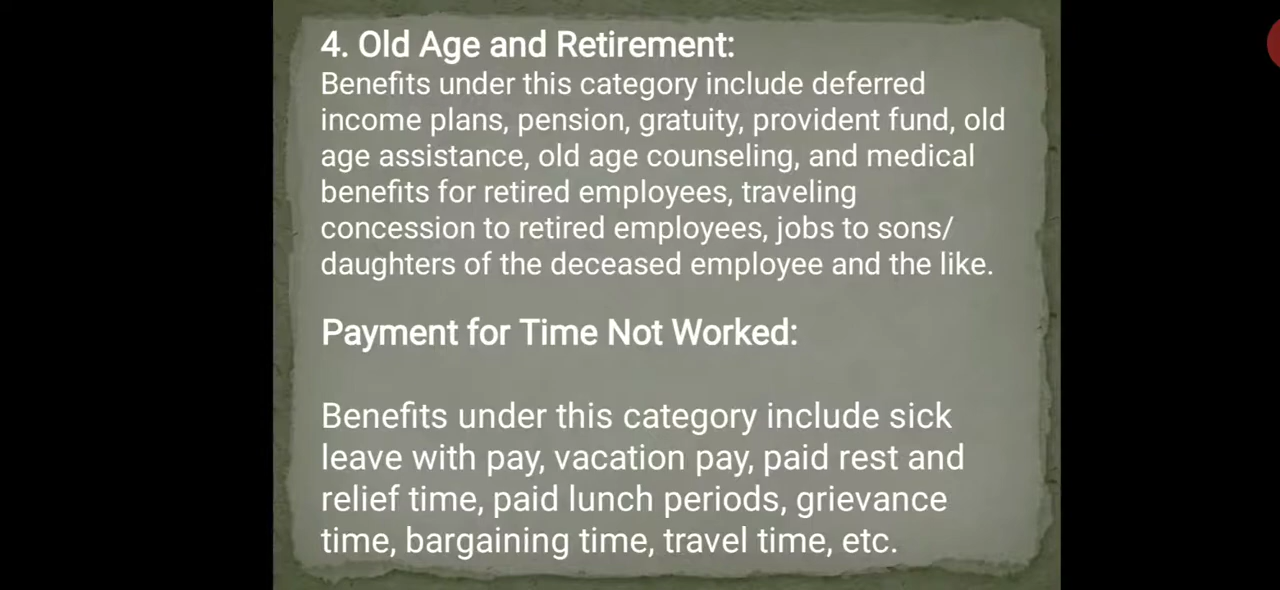 4. Old Age and Retirement:
Benefits under this category include deferred
income plans, pension, gratuity, provident fund, old
age assistance, old age counseling, and medical
benefits for retired employees, traveling
concession to retired employees, jobs to sons/
daughters of the deceased employee and the like.
Payment for Time Not Worked:
Benefits under this category include sick
leave with pay, vacation pay, paid rest and
relief time, paid lunch periods, grievance
time, bargaining time, travel time, etc.